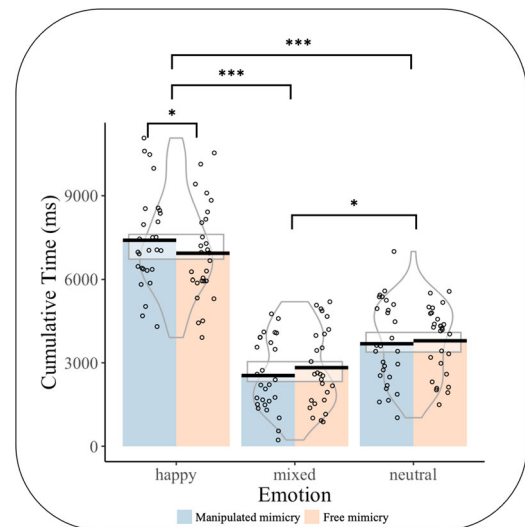 ***
***
*
*
Cumulative Time (ms)
9000
6000
3000
0
happy mixed neutral
Emotion
Manipulated mimicry Free mimicry